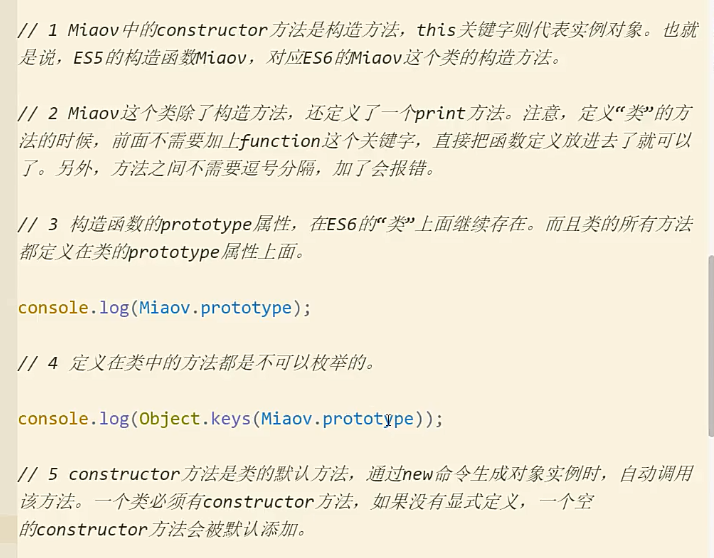 // 1 Miaov中的constructor方法是构造方法，this关键字则代表实例对象。也就
是说，ES5的构造函数Miaov，对应ES6的Miaov这个类的构造方法。
// 2 Miaov这个类除了构造方法，还定义了一个print方法。注意，定义“类”的方
法的时候，前面不需要加上function这个关键字，直接把函数定义放进去了就可以
了。另外，方法之间不需要逗号分隔，加了会报错。
// 3 构造函数的prototype属性，在ES6的“类”上面继续存在。而且类的所有方法
都定义在类的prototype属性上面。
console.log(Miaov.prototype);
// 4 定义在类中的方法都是不可以枚举的。
console.log(Object.keys(Miaov.prototype));
// 5 constructor方法是类的默认方法，通过new命令生成对象实例时，自动调用
该方法。一个类必须有constructor方法，如果没有显式定义，一个空
的constructor方法会被默认添加。